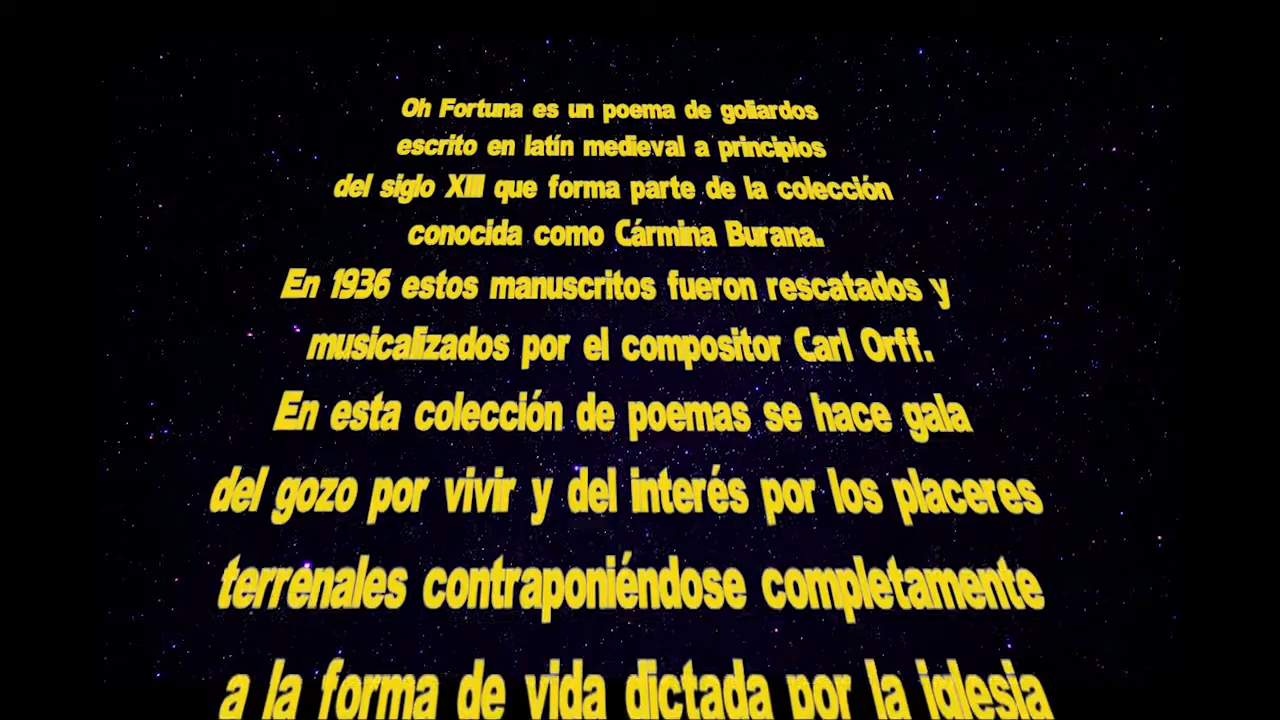 Oh Fortuna es un poema de goliardos
escrito en latín medieval a principios
del siglo XIII que forma parte de la colección
conocida como Cármina Burana.
En 1936 estos manuscritos fueron rescatados y
musicalizados por el compositor Carl Orff.
En esta colección de poemas se hace gala
del gozo por vivir y del interés por los placeres
terrenales contraponiéndose completamente
a la forma de vida dictada por la iglesia